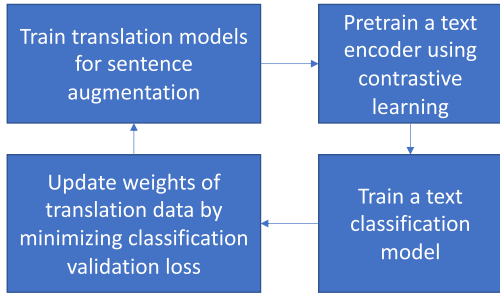 Train translation models
for sentence
augmentation
Pretrain a text
encoder using
contrastive
learning
Update weights of
translation data by
minimizing classification
validation loss
Train a text
classification
model